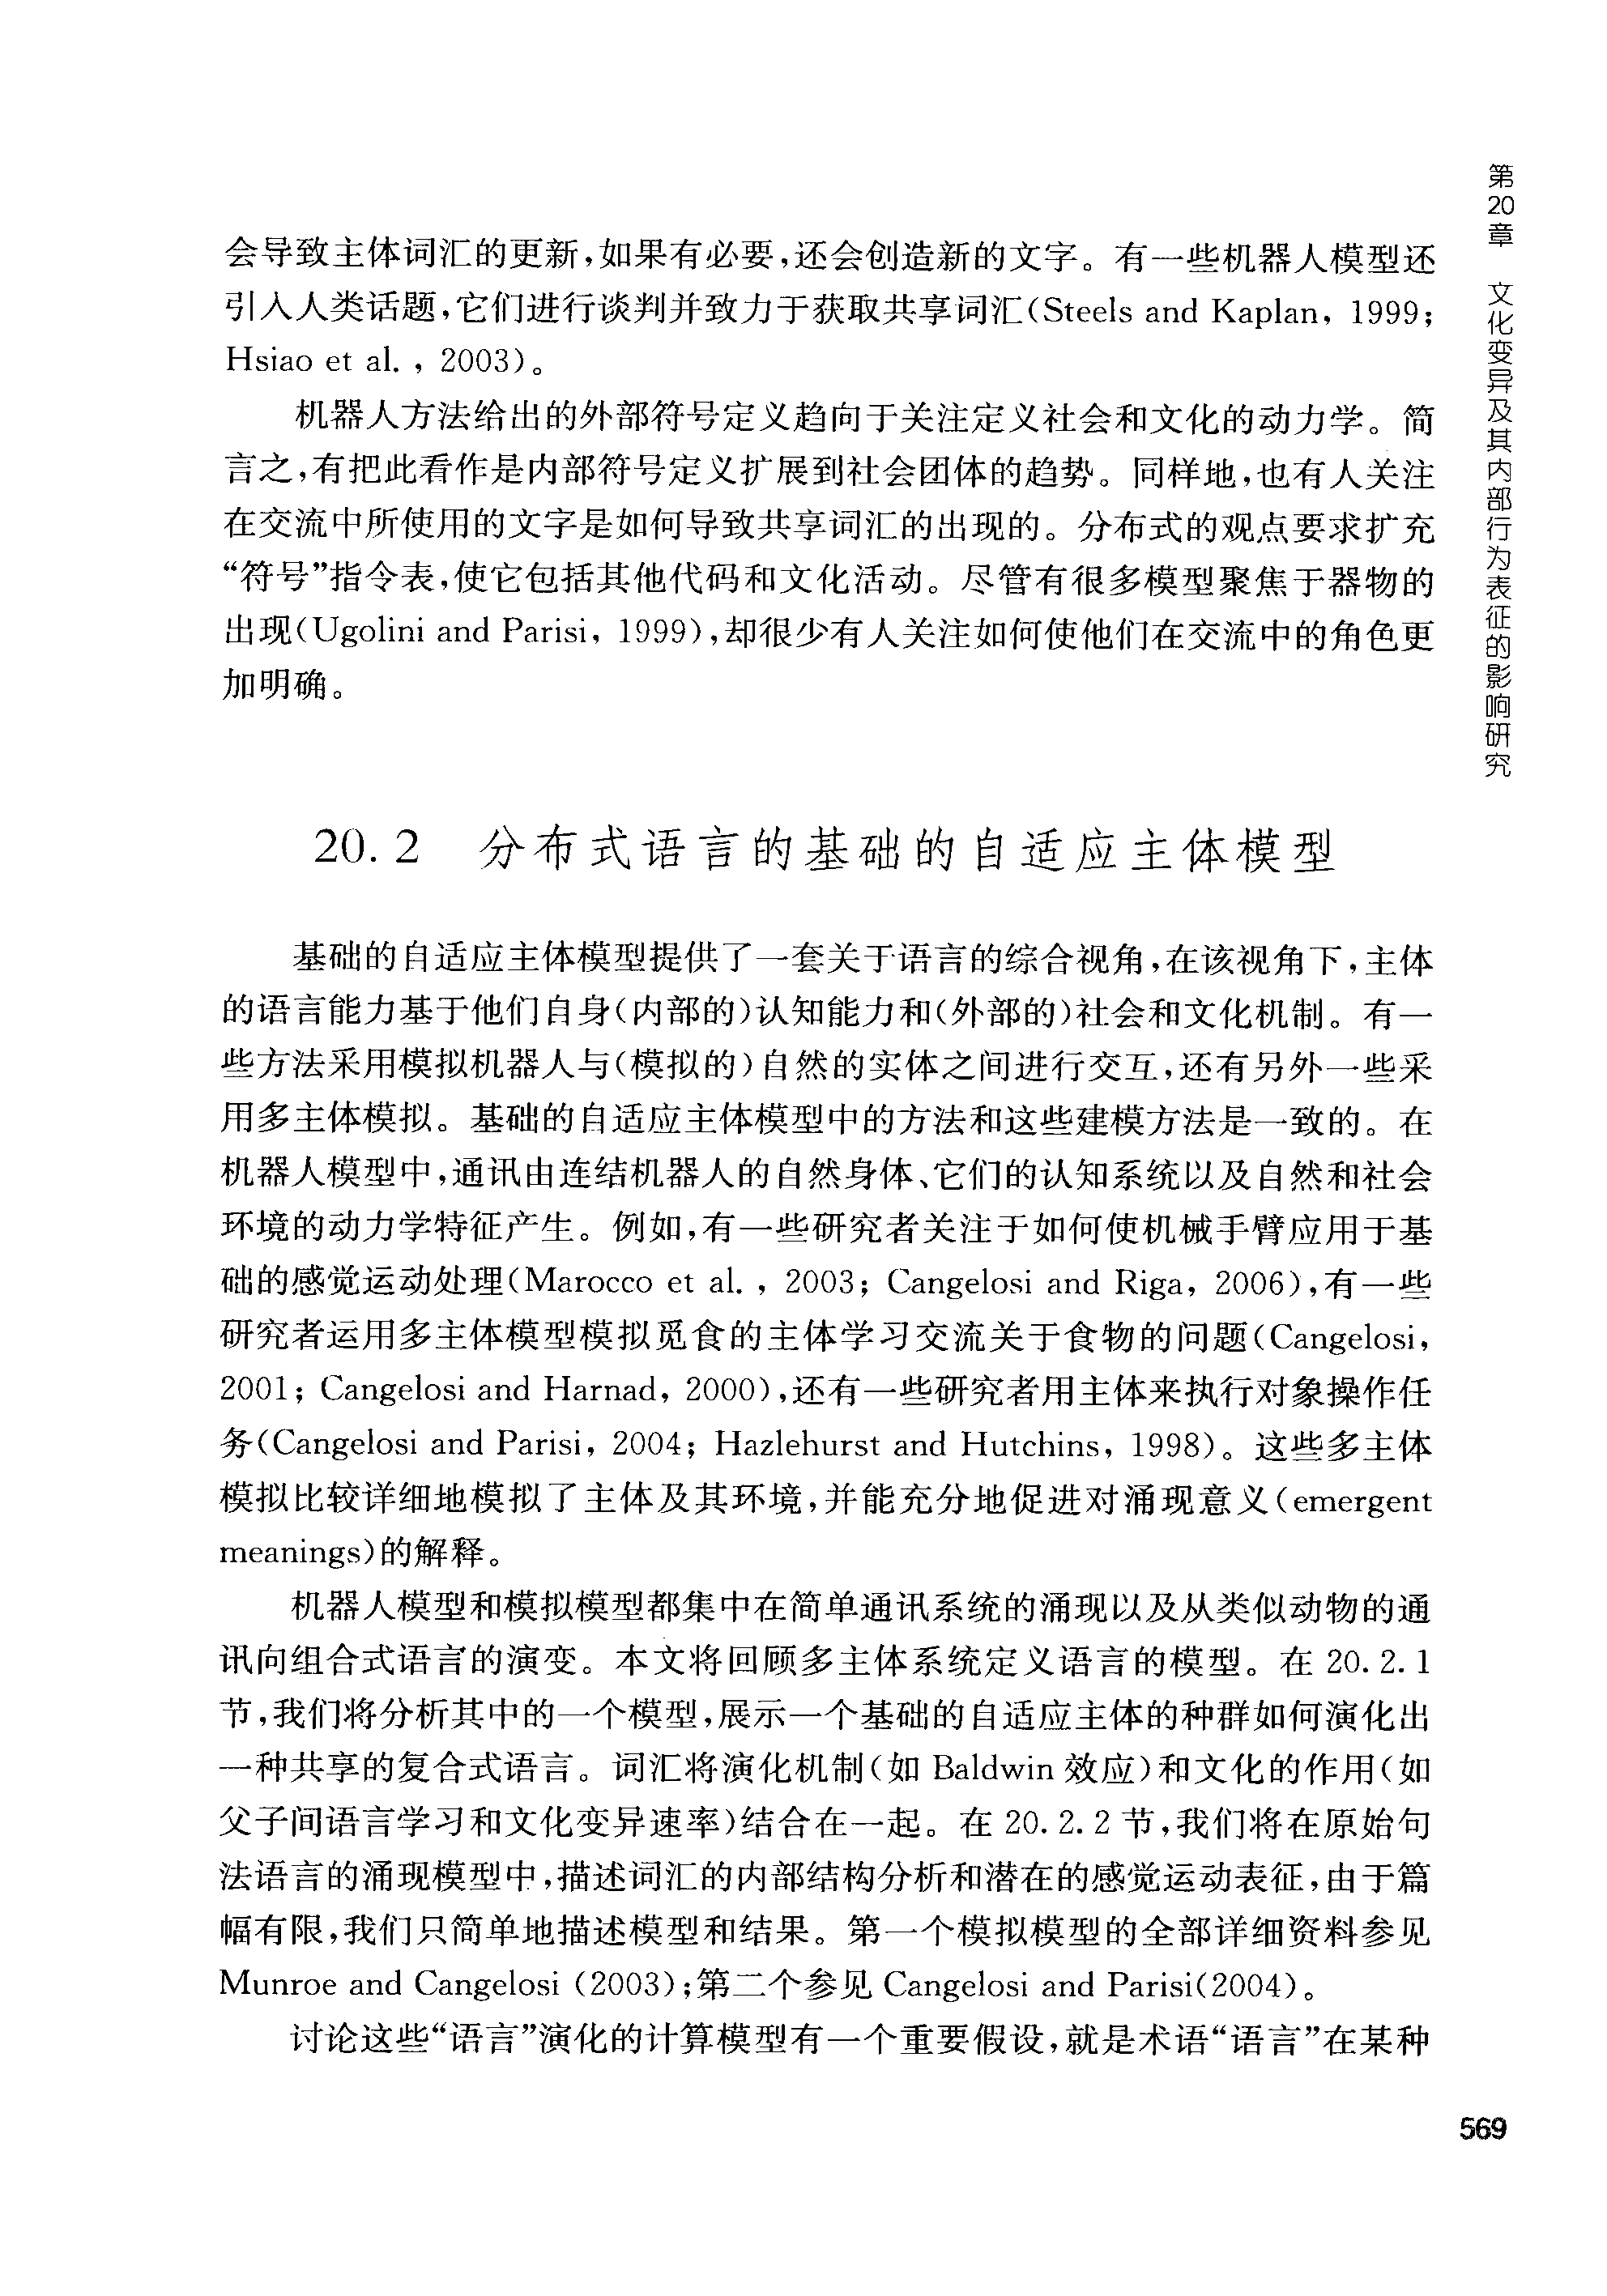 第20章 文化变异及其内部行为表征的影响研究
会导致主体词汇的更新,如果有必要,还会创造新的文字。有一些机器人模型还
引入人类话题,它们进行谈判并致力于获取共享词汇(Steels and Kaplan, 1999;
Hsiao et al. , 2003)。
机器人方法给出的外部符号定义趋向于关注定义社会和文化的动力学。简
言之,有把此看作是内部符号定义扩展到社会团体的趋势。同样地,也有人关注
在交流中所使用的文字是如何导致共享词汇的出现的。分布式的观点要求扩充
“符号”指令表,使它包括其他代码和文化活动。尽管有很多模型聚焦于器物的
出现(Ugolini and Parisi, 1999),却很少有人关注如何使他们在交流中的角色更
加明确。
20. 2 分布式语言的基础的自适应主体模型
基础的自适应主体模型提供了一套关于语言的综合视角,在该视角下,主体
的语言能力基于他们自身(内部的)认知能力和(外部的)社会和文化机制。有一
些方法采用模拟机器人与(模拟的)自然的实体之间进行交互,还有另外一些采
用多主体模拟。基础的自适应主体模型中的方法和这些建模方法是一致的。在
机器人模型中,通讯由连结机器人的自然身体、它们的认知系统以及自然和社会
环境的动力学特征产生。例如,有一些研究者关注于如何使机械手臂应用于基
础的感觉运动处理(Marocco et al. , 2003; Cangelosi and Riga, 2006),有一些
研究者运用多主体模型模拟觅食的主体学习交流关于食物的问题(Cangelosi,
2001; Cangelosi and Harnad, 2000),还有一些研究者用主体来执行对象操作任
务(Cangelosi and Parisi, 2004; Hazlehurst and Hutchins, 1998)。这些多主体
模拟比较详细地模拟了主体及其环境,并能充分地促进对涌现意义(emergent
meanings)的解释。
机器人模型和模拟模型都集中在简单通讯系统的涌现以及从类似动物的通
讯向组合式语言的演变。本文将回顾多主体系统定义语言的模型。在 20. 2. 1
节,我们将分析其中的一个模型,展示一个基础的自适应主体的种群如何演化出
一种共享的复合式语言。词汇将演化机制(如 Baldwin 效应)和文化的作用(如
父子间语言学习和文化变异速率)结合在一起。在 20. 2. 2 节,我们将在原始句
法语言的涌现模型中,描述词汇的内部结构分析和潜在的感觉运动表征,由于篇
幅有限,我们只简单地描述模型和结果。第一个模拟模型的全部详细资料参见
Munroe and Cangelosi (2003);第二个参见 Cangelosi and Parisi(2004)。
讨论这些“语言”演化的计算模型有一个重要假设,就是术语“语言”在某种
569